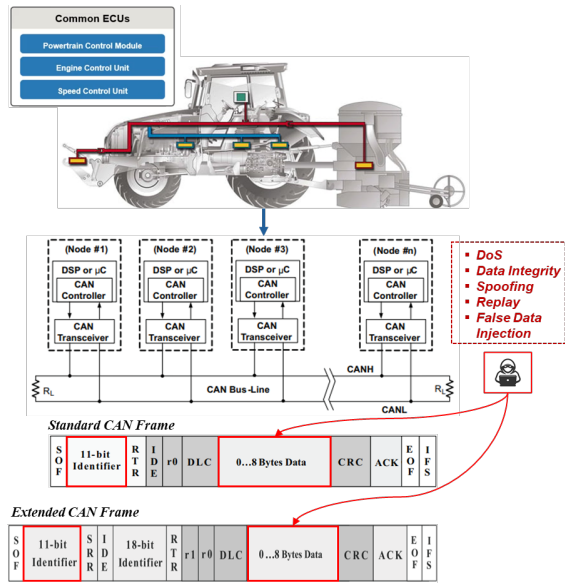 Common ECUs
Powertrain Control Module
Engine Control Unit
Speed Control Unit
(Node #1)
DSP or µC
CAN
Controller
CAN
Transceiver
(Node #2)
DSP or µC
CAN
Controller
CAN
Transceiver
(Node #3)
DSP or µC
CAN
Controller
CAN
Transceiver
(Node #n)
DSP or µC
CAN
Controller
CAN
Transceiver
DoS
Data Integrity
Spoofing
Replay
False Data
Injection
CANH
RL
CAN Bus-Line
RL
CANL
Standard CAN Frame
SOF
11-bit
Identifier
RTR
IDE
r0
DLC
0...8 Bytes Data
CRC
ACK
EOF
IFS
Extended CAN Frame
SOF
11-bit
Identifier
SRR
IDE
18-bit
Identifier
RTR
r1
r0
DLC
0...8 Bytes Data
CRC
ACK
EOF
IFS